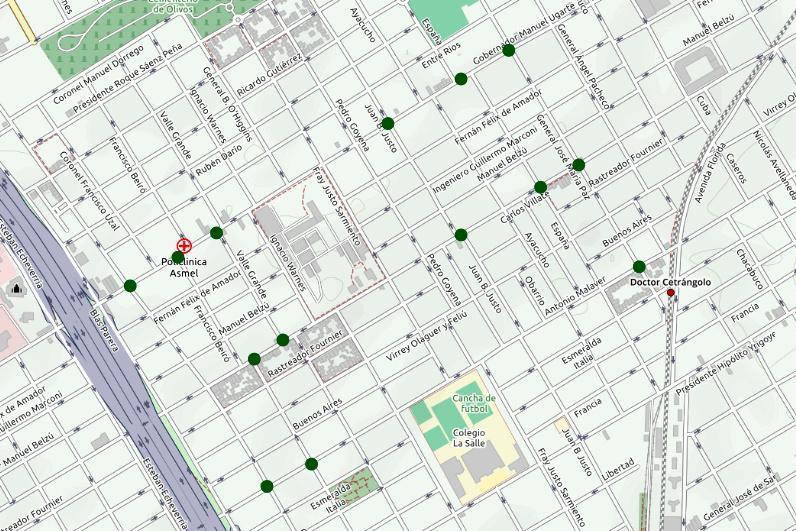 nes
Cementerio
de Olivos
Coronel Manuel Dorrego
Presidente Roque Sáenz Peña
General B. O'Higgins
Ricardo Gutiérrez
Ignacio Warnes
Ayacucho
España
Entre Ríos
Gobernador Manuel Ugarte
uco
General Ángel Pacheco
Manuel Belzú
Cuba
Virrey Ol
Pedro Goyena
Juan B. Justo
Fernán Félix de Amador
General José María Paz
Ingeniero Guillermo Marconi
Manuel Belzú
Rastreador Fournier
Avenida Florida
Caseros
Nicolás Avellaneda
Coronel Francisco Uzal
Francisco Beiró
Valle Grande
Rubén Darío
Fray Justo Sarmiento
Carlos Villate
Ayacucho
España
Buenos Aires
Esteban Echeverría
Policlínica
Asmel
Ignacio Warnes
Valle Grande
Pedro Goyena
Juan B. Justo
Obarrio
Antonio Malaver
Doctor Cetrángolo
Chacabuco
Francia
Blas Parera
Fernán Félix de Amador
Manuel Belzú
Francisco Beiró
Rastreador Fournier
Virrey Olaguer y Feliú
Esmeralda
Italia
Presidente Hipólito Yrigoye
Buenos Aires
Cancha de
fútbol
Colegio
La Salle
Francia
x de Amador
uillermo Marconi
Manuel Belzú
Esteban Echeverría
Esmeralda
Italia
Juan B. Justo
Fray Justo Sarmiento
Libertad
General José de San
treador Fournier